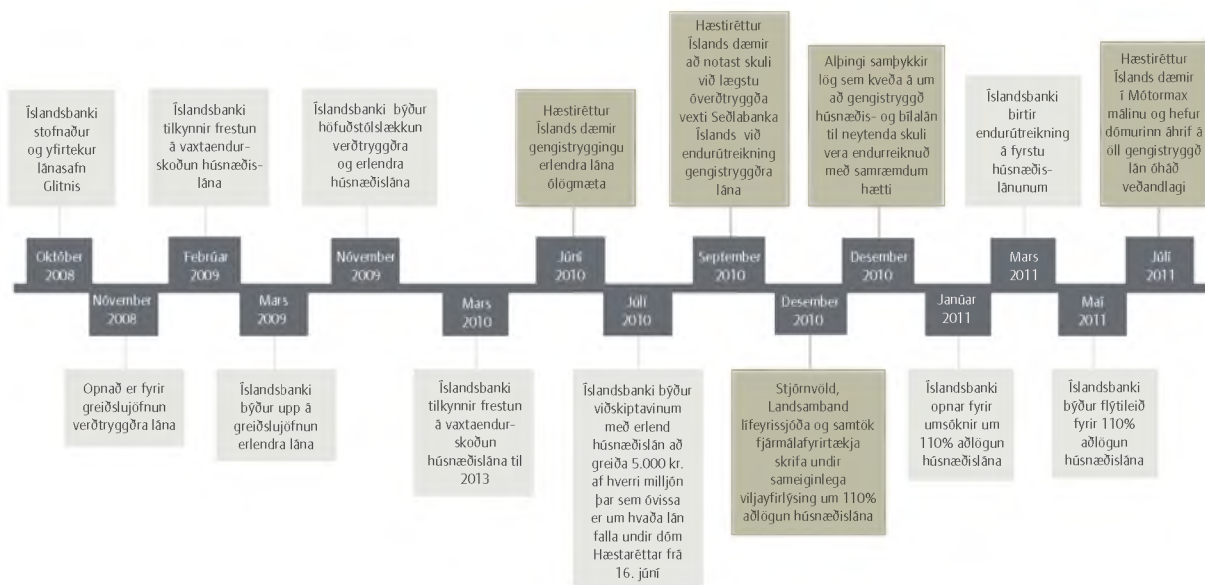 Íslandsbanki
stofnaður
og yfirtekur
lánasafn
Glitnis
Október
2008
Nóvember
2008
Opnað er fyrir
greiðslujöfnun
verðtryggðra lána
Íslandsbanki
tilkynnir frestun
á vaxtaendur-
skoðun húsnæðis-
lána
Febrúar
2009
Mars
2009
Íslandsbanki
býður upp á
greiðslujöfnun
erlendra lána
Íslandsbanki býður
höfuðstólslækkun
verðtryggðra
og erlendra
húsnæðislána
Nóvember
2009
Mars
2010
Íslandsbanki
tilkynnir frestun
á vaxtaendur-
skoðun
húsnæðislána til
2013
Hæstiréttur
Íslands dæmir
gengistryggingu
erlendra lána
ólögmæta
Júní
2010
Júlí
2010
Íslandsbanki býður
viðskiptavinum
með erlend
húsnæðislán að
greiða 5.000 kr.
af hverri milljón
þar sem óvissa
er um hvaða lán
falla undir dóm
Hæstaréttar frá
16. júní
Hæstiréttur
Íslands dæmir
að notast skuli
við lægstu
óverðtryggða
vexti Seðlabanka
Íslands við
endurútreikning
gengistryggðra
lána
September
2010
Desember
2010
Stjórnvöld,
Landsamband
lífeyrissjóða og samtök
fjármálafyrirtækja
skrifa undir
sameiginlega
viljayfirlýsing um 110%
aðlögun húsnæðislána
Alþingi samþykkir
lög sem kveða á um
að gengistryggð
húsnæðis- og bílalán
til neytenda skuli
vera endurreiknuð
með samræmdum
hætti
Desember
2010
Janúar
2011
Íslandsbanki
opnar fyrir
umsóknir um
110% aðlögun
húsnæðislána
Íslandsbanki
birtir
endurútreikning
á fyrstu
húsnæðis-
lánunum
Mars
2011
Maí
2011
Íslandsbanki
býður flýtileið
fyrir 110%
aðlögun
húsnæðislána
Hæstiréttur
Íslands dæmir
í Mótormax
málinu og hefur
dómurinn áhrif á
öll gengistryggð
lán óháð
veðandlagi
Júlí
2011